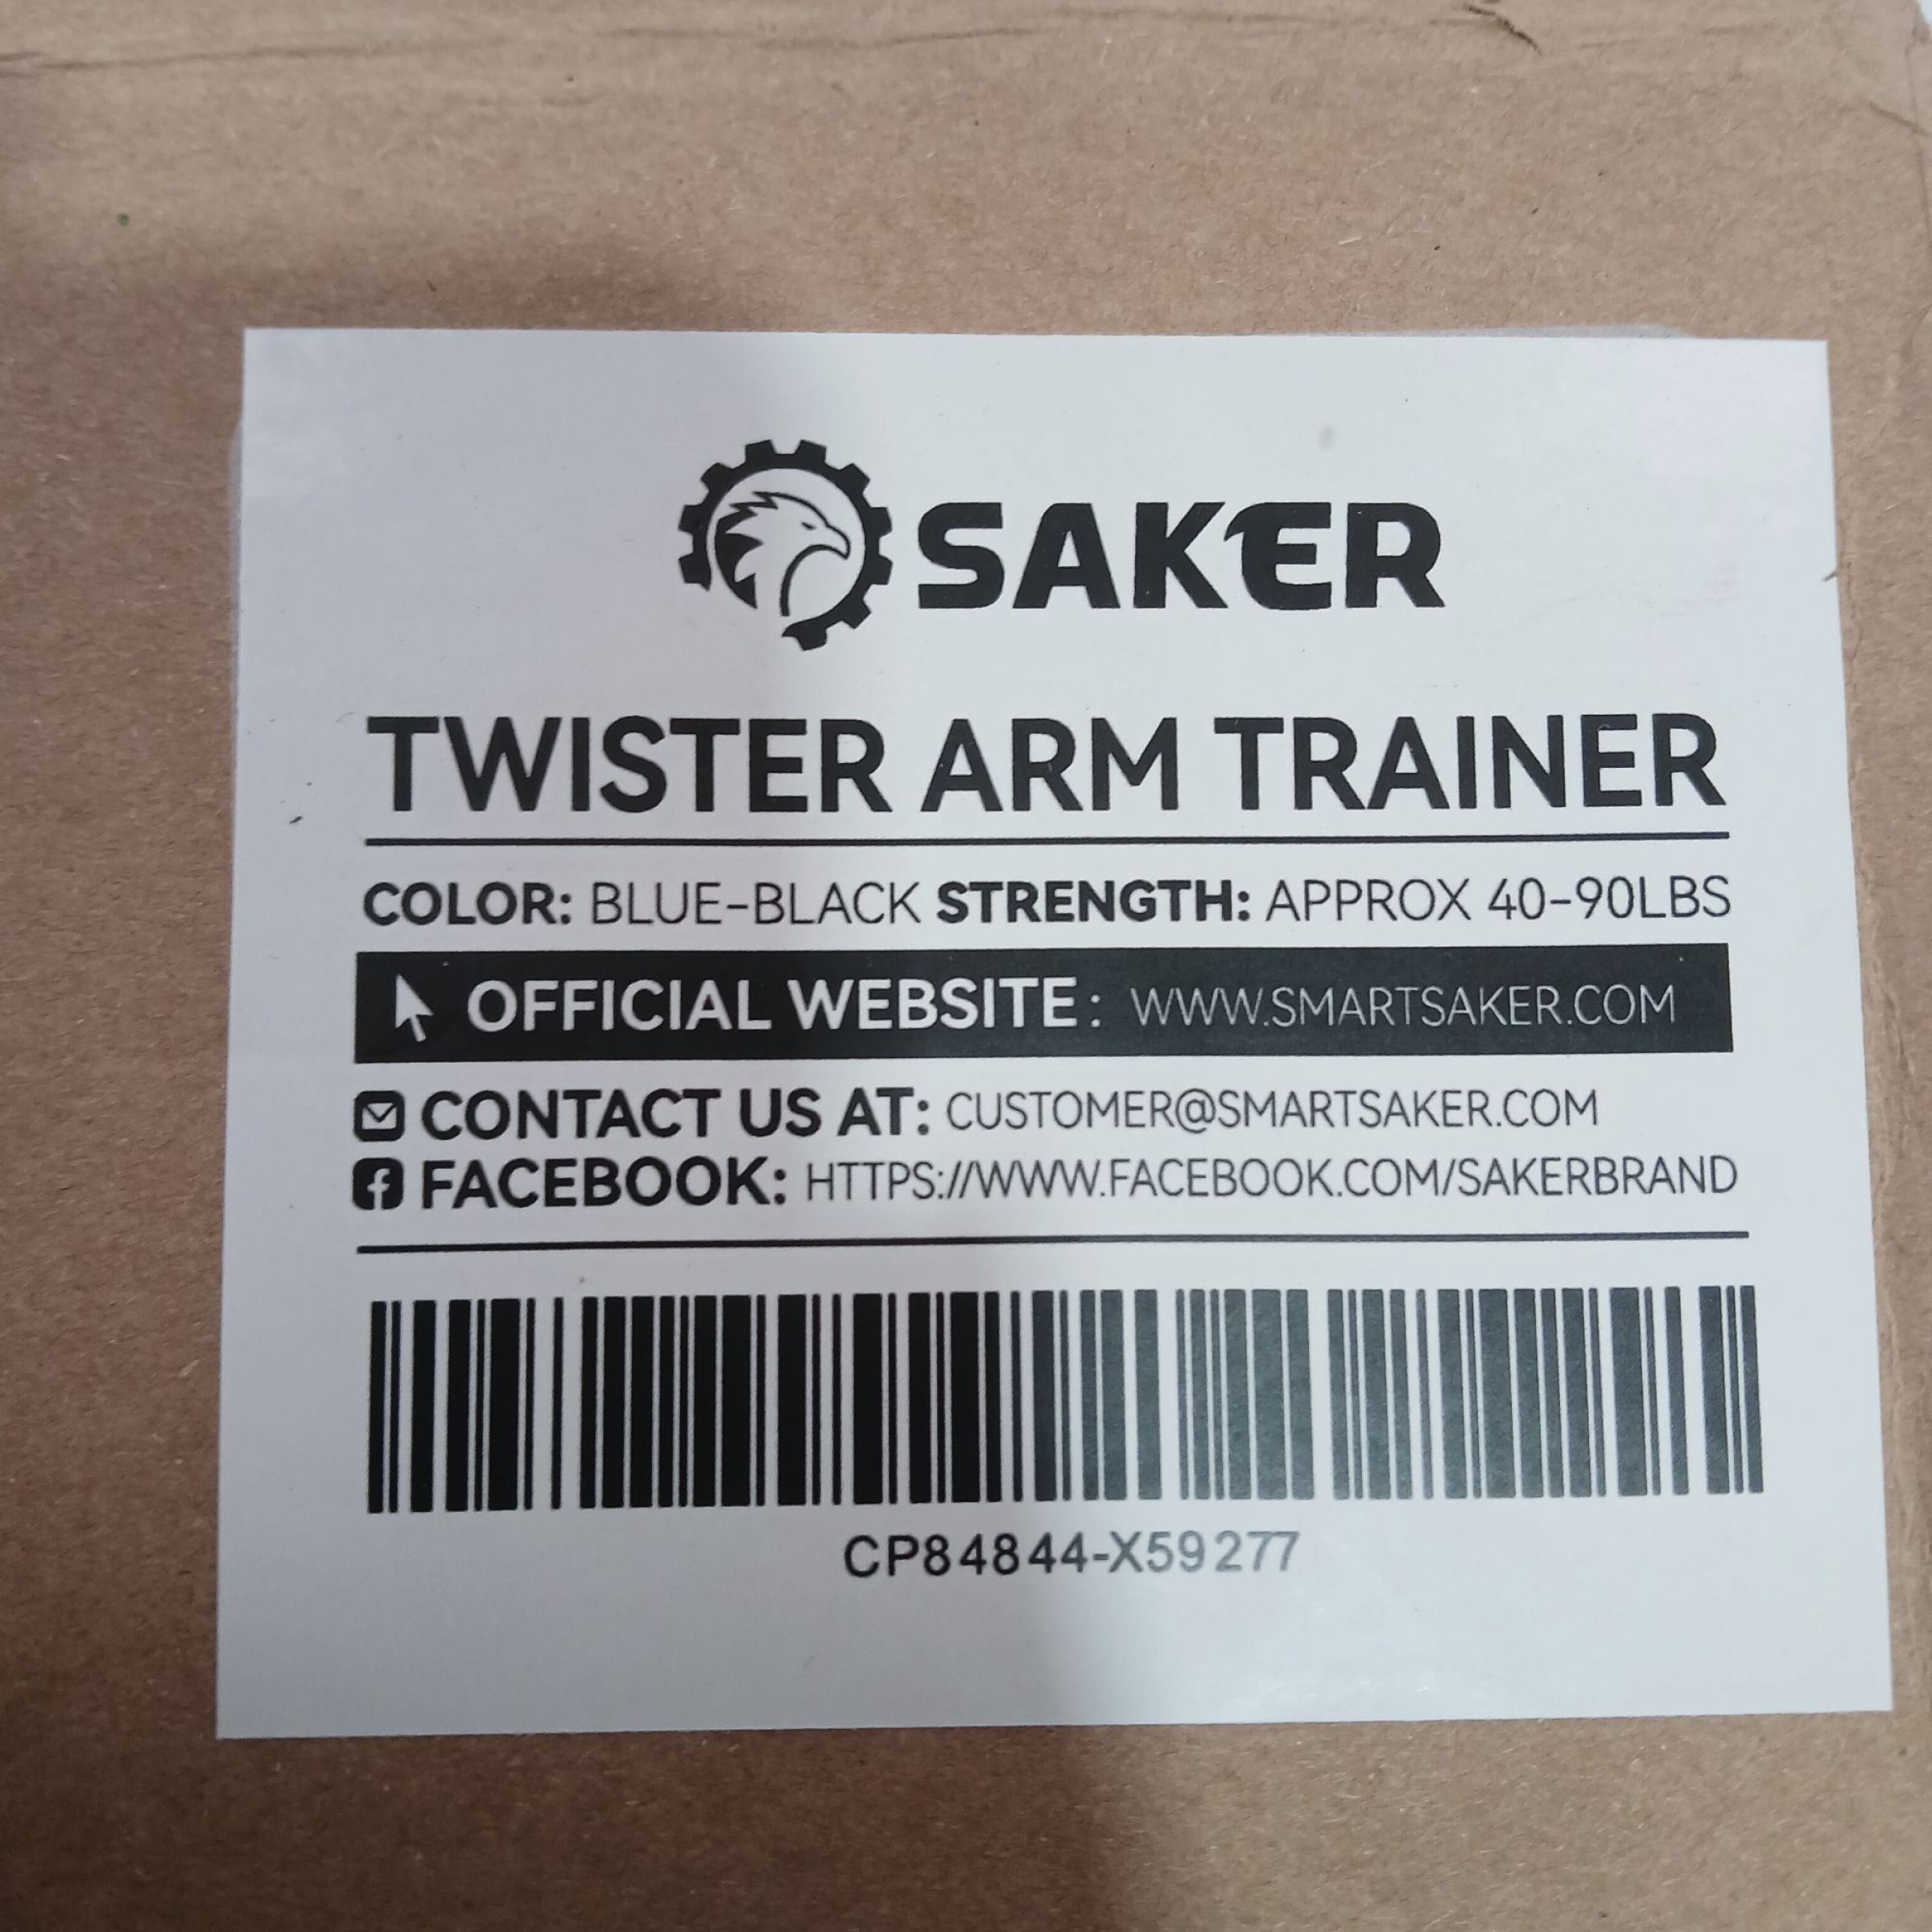 SAKER
TWISTER ARM TRAINER
COLOR: BLUE-BLACK STRENGTH: APPROX 40-90LBS
OFFICIAL WEBSITE: WWW.SMARTSAKER.COM
CONTACT US AT: CUSTOMER@SMARTSAKER.COM
FACEBOOK: HTTPS://WWW.FACEBOOK.COM/SAKERBRAND
CP84844-X59277